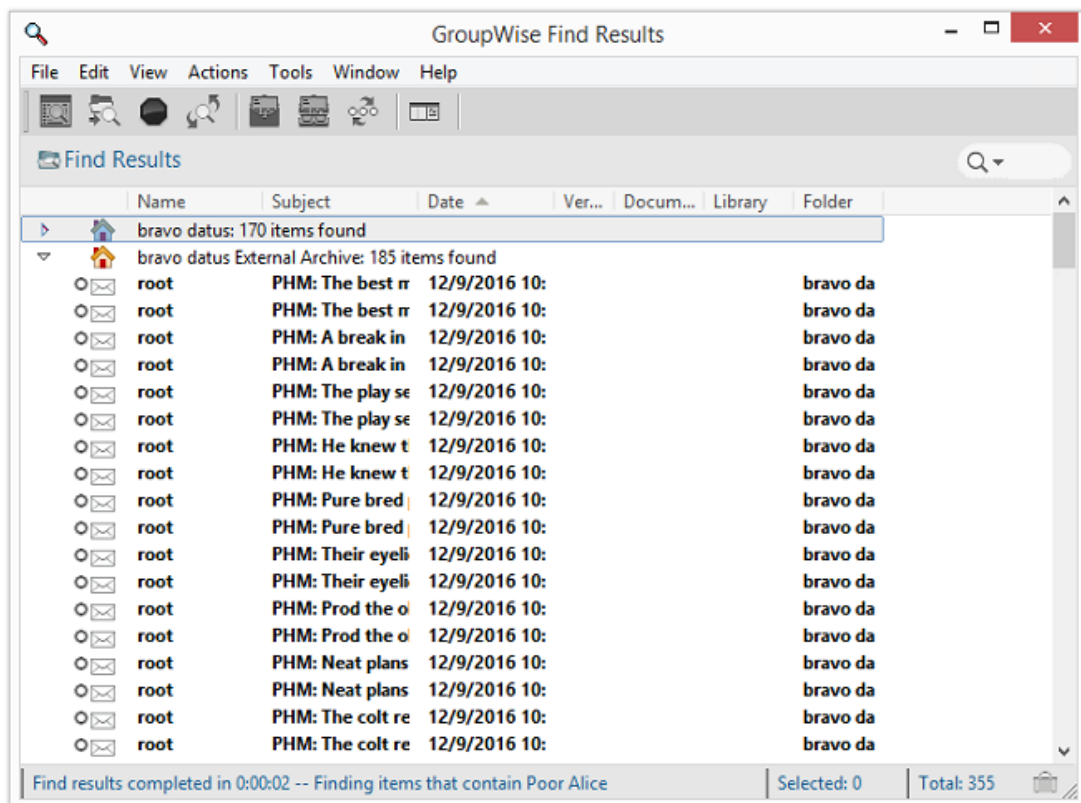 GroupWise Find Results
File Edit View Actions Tools Window Help
Find Results
Name Subject Date Ver... Docum... Library Folder
bravo datus: 170 items found
bravo datus External Archive: 185 items found
root PHM: The best m 12/9/2016 10: bravo da
root PHM: The best m 12/9/2016 10: bravo da
root PHM: A break in 12/9/2016 10: bravo da
root PHM: A break in 12/9/2016 10: bravo da
root PHM: The play se 12/9/2016 10: bravo da
root PHM: The play se 12/9/2016 10: bravo da
root PHM: He knew t 12/9/2016 10: bravo da
root PHM: He knew t 12/9/2016 10: bravo da
root PHM: Pure bred 12/9/2016 10: bravo da
root PHM: Pure bred 12/9/2016 10: bravo da
root PHM: Their eyeli 12/9/2016 10: bravo da
root PHM: Their eyeli 12/9/2016 10: bravo da
root PHM: Prod the o 12/9/2016 10: bravo da
root PHM: Prod the o 12/9/2016 10: bravo da
root PHM: Neat plans 12/9/2016 10: bravo da
root PHM: Neat plans 12/9/2016 10: bravo da
root PHM: The colt re 12/9/2016 10: bravo da
root PHM: The colt re 12/9/2016 10: bravo da
Find results completed in 0:00:02 -- Finding items that contain Poor Alice Selected: 0 Total: 355